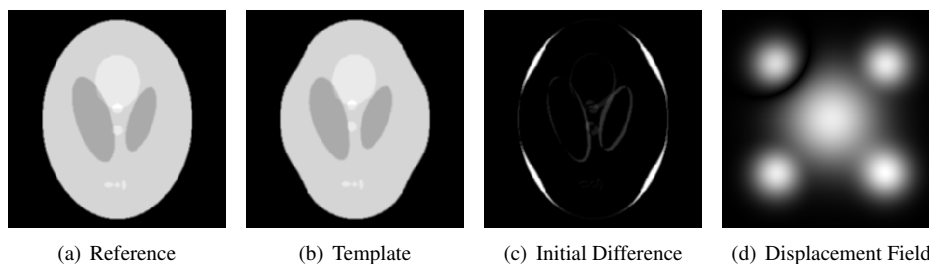 (a) Reference
(b) Template
(c) Initial Difference
(d) Displacement Field